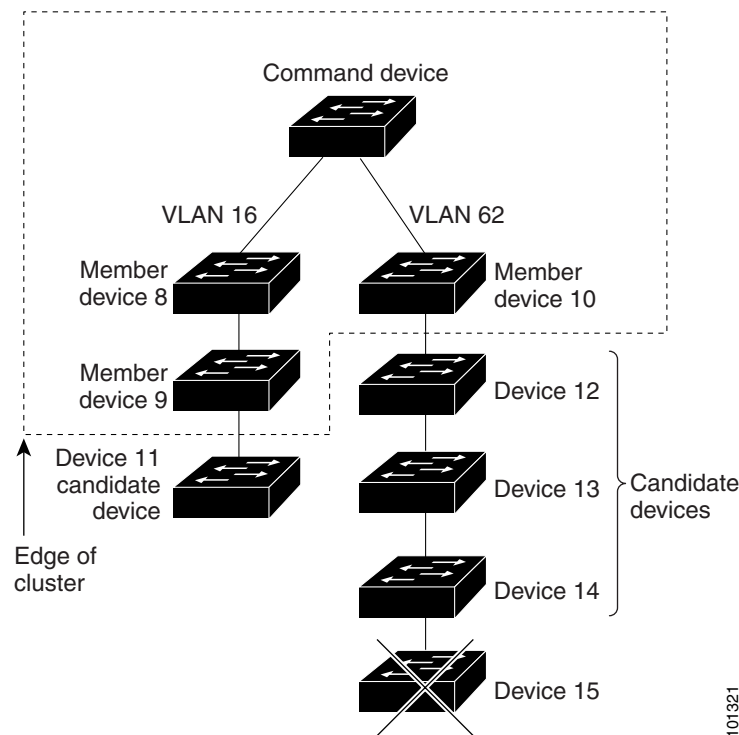 Command device
VLAN 16
VLAN 62
Member
device 8
Member
device 10
Member
device 9
Device 12
Device 11
candidate
device
Device 13
Candidate
devices
Edge of
cluster
Device 14
Device 15
101321